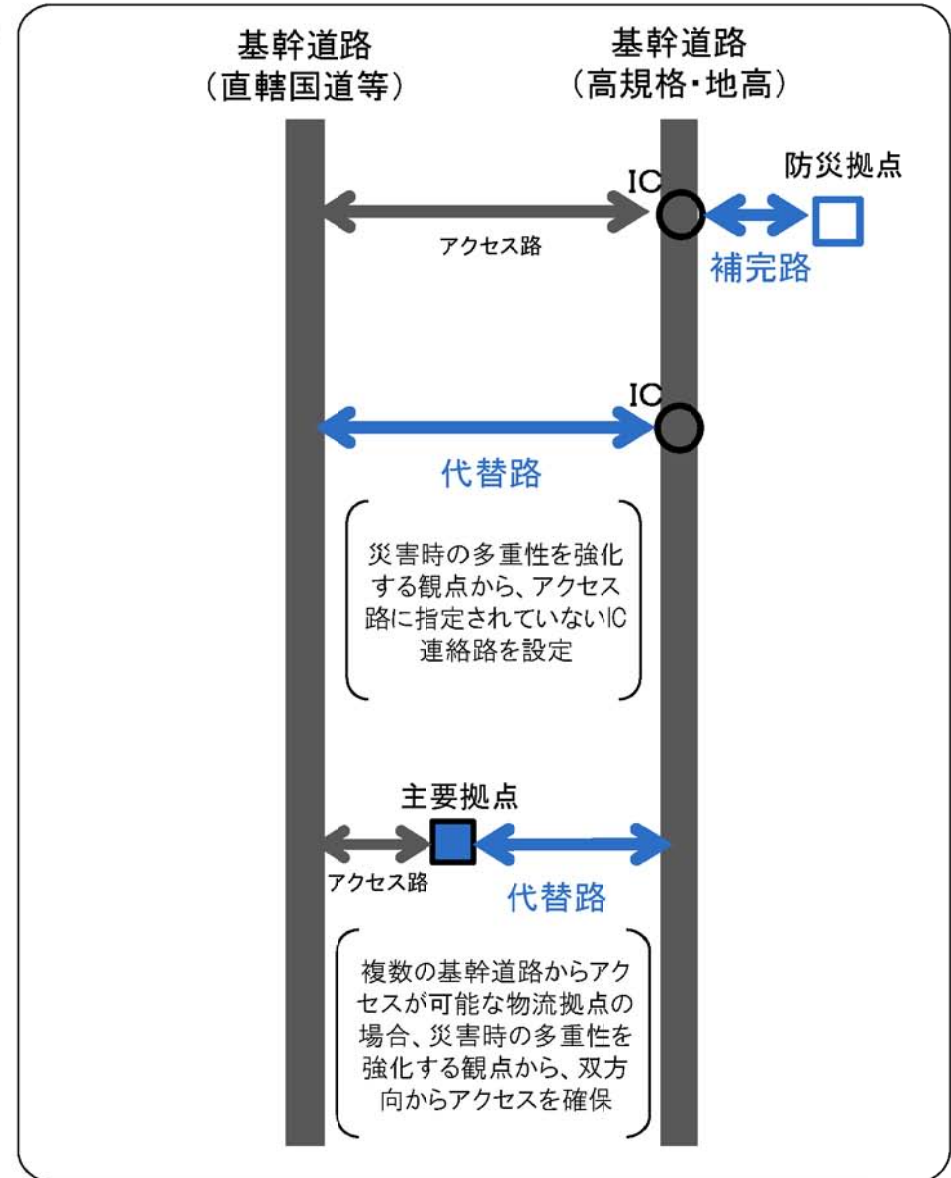 基幹道路
(直轄国道等)
基幹道路
(高規格・地高)
防災拠点
IC
アクセス路
補完路
IC
代替路
災害時の多重性を強化
する観点から、アクセス
路に指定されていないIC
連絡路を設定
主要拠点
アクセス路
代替路
複数の基幹道路からアク
セスが可能な物流拠点の
場合、災害時の多重性を
強化する観点から、双方
向からアクセスを確保